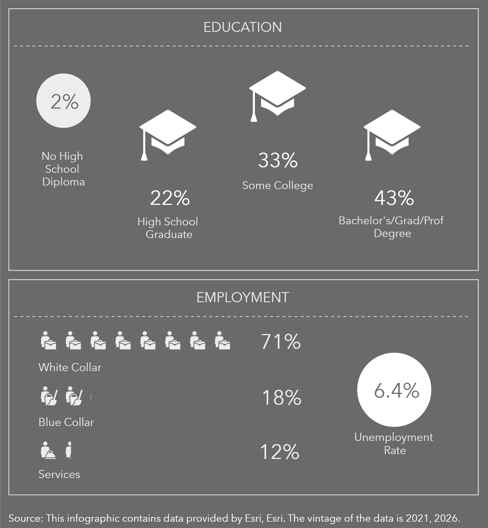 EDUCATION
2%
No High
School
Diploma
22%
High School
Graduate
33%
Some College
43%
Bachelor's/Grad/Prof
Degree
EMPLOYMENT
71%
White Collar
18%
Blue Collar
12%
Services
6.4%
Unemployment
Rate
Source: This infographic contains data provided by Esri, Esri. The vintage of the data is 2021, 2026.